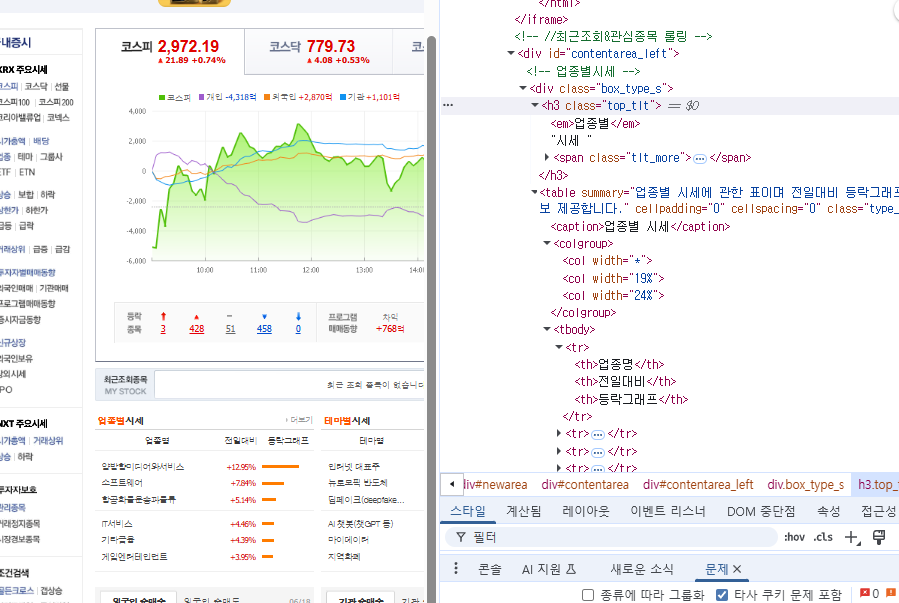 내증시
코스피 2,972.19
▲21.89 +0.74%
코스닥 779.73
▲4.08 +0.53%
KRX 주요시세
코스피 | 코스닥 | 선물
코스피100 | 코스피200
코리아밸류업 | 코넥스
시가총액 | 배당
업종 | 테마 | 그룹사
ETF | ETN
상승 | 보합 | 하락
상한가 | 하한가
급등 | 급락
거래상위 | 급증 | 급감
투자자별매매동향
외국인매매 | 기관매매
프로그램매매동향
증시자금동향
신규상장
외국인보유
장외시세
IPO
NXT 주요시세
시가총액 | 거래상위
상승 | 하락
투자자보호
관리종목
거래정지종목
시장경보종목
조건검색
골든크로스 | 갭상승
코스피 개인 -4,318억 외국인 +2,870억 기관 +1,101억
4,000
2,000
0
-2,000
-4,000
-6,000
10:00 11:00 12:00 13:00 14:0
등락 종목
3 428 51 458 0
프로그램 매매동향
차익
+768억
최근조회종목
MY STOCK
최근 조회 종목이 없습니다
업종별시세 더보기
업종명 전일대비 등락그래프
양방향미디어와서비스 +12.95%
소프트웨어 +7.84%
항공화물운송과물류 +5.14%
IT서비스 +4.46%
기타금융 +4.39%
게임엔터테인먼트 +3.95%
테마별시세
테마명
인터넷 대표주
뉴로모픽 반도체
딥페이크(deepfake...
AI 챗봇(챗GPT 등)
마이데이터
지역화폐
외국인 순매수 외국인 순매도 06/18
기관 순매수
</html>
</iframe>
<!-- //최근조회&관심종목 롤링 -->
<div id="contentarea_left">
<!-- 업종별시세 -->
<div class="box_type_s">
<h3 class="top_tlt"> == $0
<em>업종별</em>
"시세 "
<span class="tlt_more">…</span>
</h3>
<table summary="업종별 시세에 관한 표이며 전일대비 등락그래프
보 제공합니다." cellpadding="0" cellspacing="0" class="type_
<caption>업종별 시세</caption>
<colgroup>
<col width="*">
<col width="19%">
<col width="24%">
</colgroup>
<tbody>
<tr>
<th>업종명</th>
<th>전일대비</th>
<th>등락그래프</th>
</tr>
<tr>…</tr>
<tr>…</tr>
<tr>…</tr>
div#newarea div#contentarea div#contentarea_left div.box_type_s h3.top_
스타일 계산됨 레이아웃 이벤트 리스너 DOM 중단점 속성 접근성
필터 :hov .cls
콘솔 AI 지원 새로운 소식 문제 ×
종류에 따라 그룹화 타사 쿠키 문제 포함 0